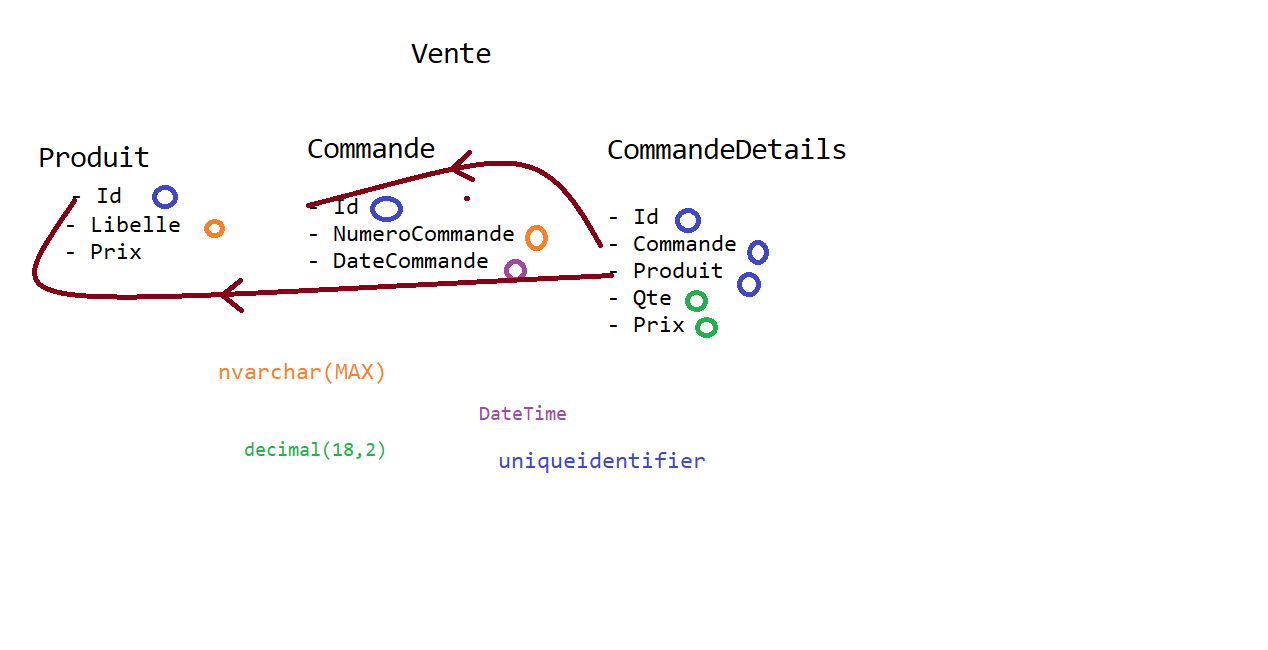 Vente
Produit
- Id
- Libelle
- Prix
Commande
- Id
- NumeroCommande
- DateCommande
CommandeDetails
- Id
- Commande
- Produit
- Qte
- Prix
nvarchar(MAX)
DateTime
decimal(18,2)
uniqueidentifier